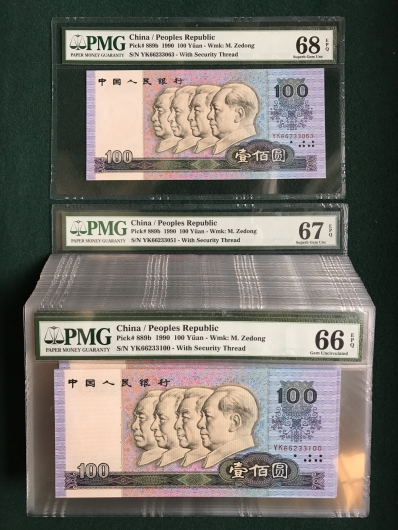 PMG
PAPER MONEY GUARANTY
China / Peoples Republic
Pick# 889b 1990 100 Yüan - Wmk: M. Zedong
S/N YK66233063 - With Security Thread
68 EPQ
Superb Gem Unc
中国人民银行
100
YK66233063
100
壹佰圆
PMG
PAPER MONEY GUARANTY
China / Peoples Republic
Pick# 889b 1990 100 Yüan - Wmk: M. Zedong
S/N YK66233051 - With Security Thread
67 EPQ
Superb Gem Unc
PMG
PAPER MONEY GUARANTY
China / Peoples Republic
Pick# 889b 1990 100 Yüan - Wmk: M. Zedong
S/N YK66233100 - With Security Thread
66 EPQ
Gem Uncirculated
中国人民银行
100
YK66233100
100
壹佰圆